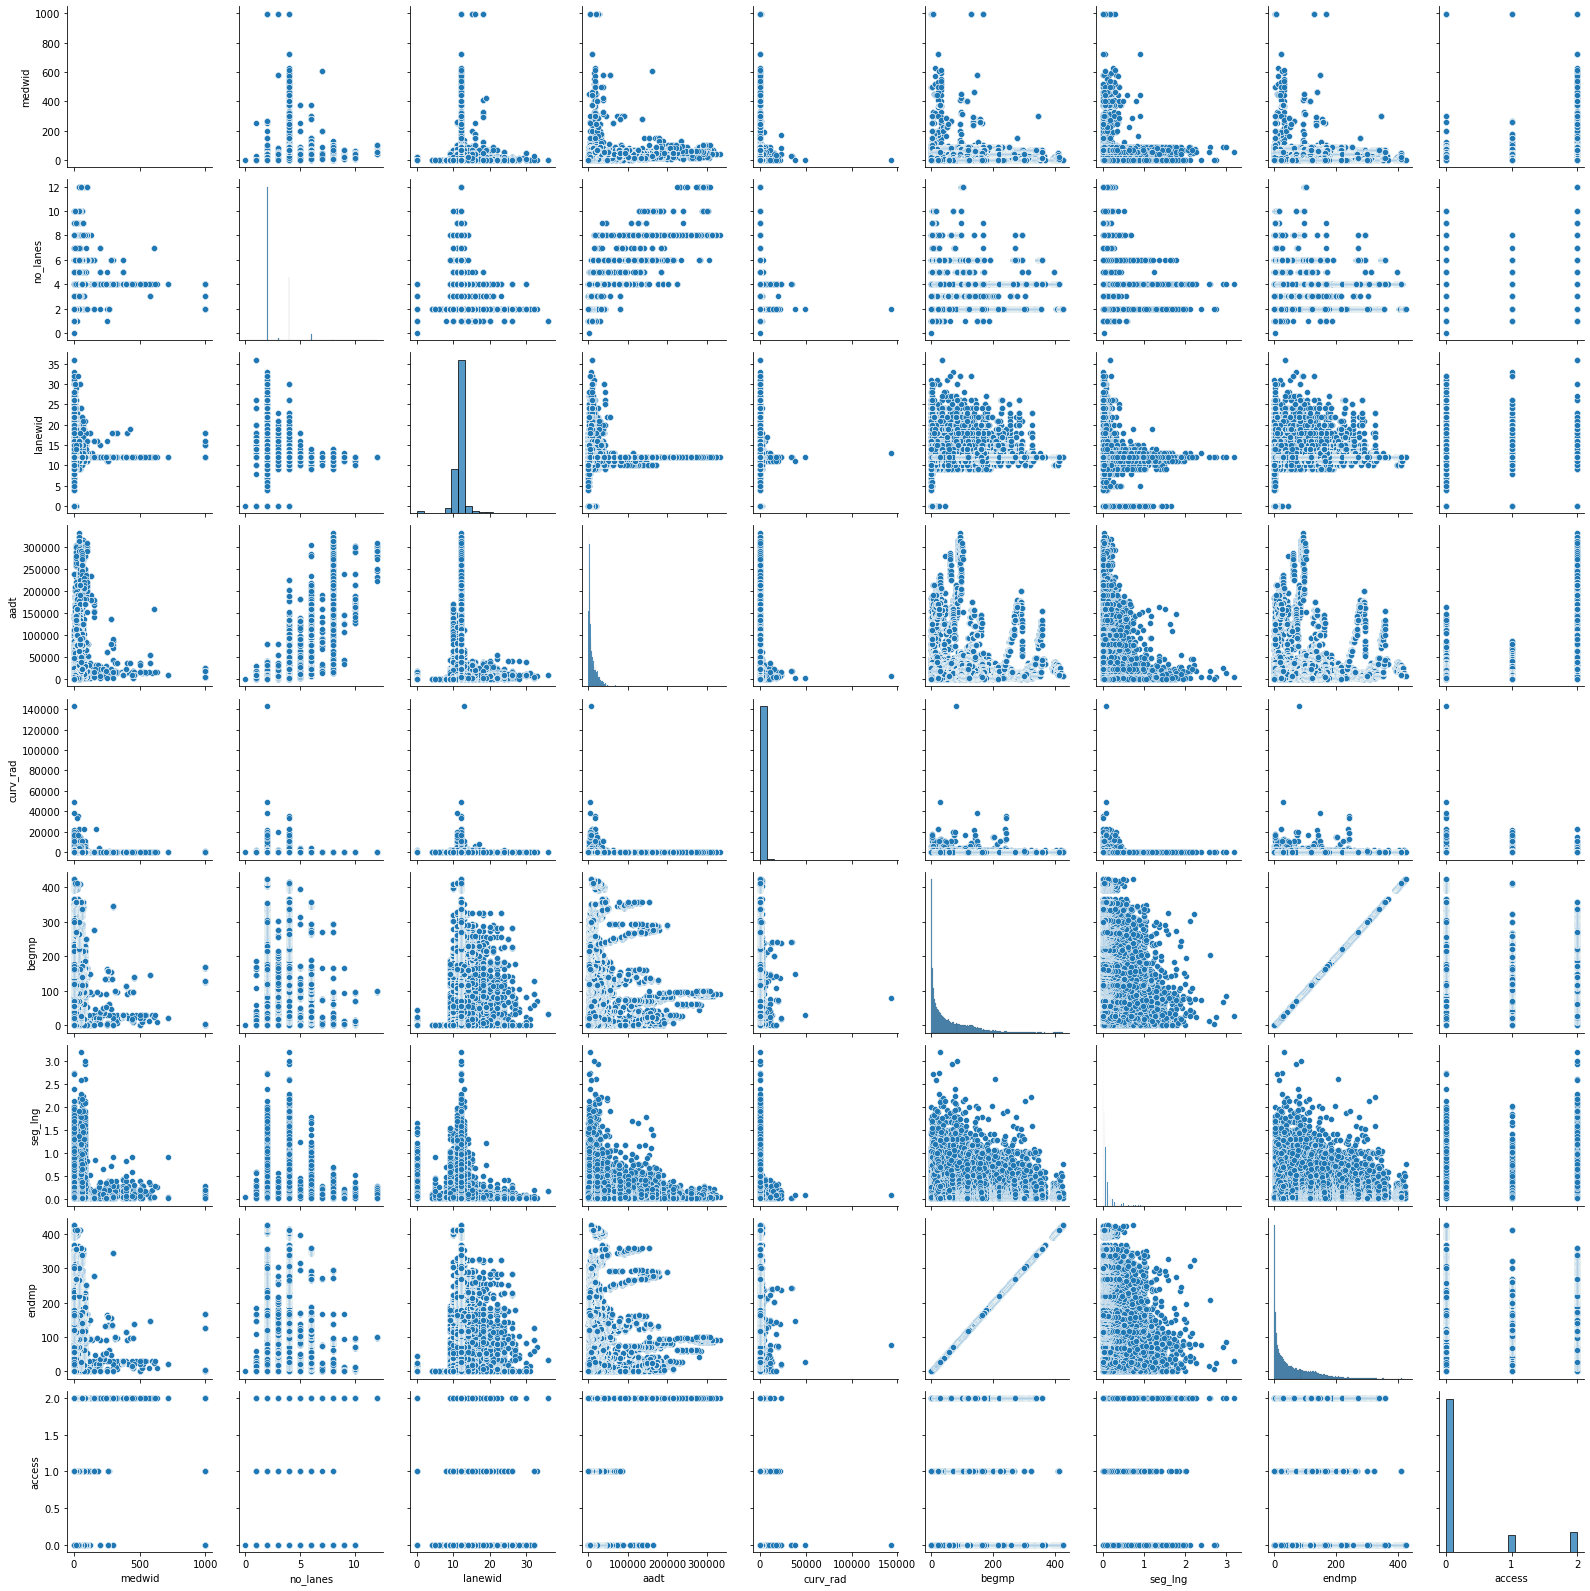 1000
800
600
400
200
0
medwid
12
10
8
6
4
2
0
no_lanes
35
30
25
20
15
10
5
0
lanewid
300000
250000
200000
150000
100000
50000
0
aadt
140000
120000
100000
80000
60000
40000
20000
0
curv_rad
400
300
200
100
0
begmp
3.0
2.5
2.0
1.5
1.0
0.5
0.0
seg_lng
400
300
200
100
0
endmp
2.0
1.5
1.0
0.5
0.0
access
0 500 1000
medwid
0 5 10
no_lanes
0 10 20 30
lanewid
0 100000 200000 300000
aadt
0 50000 100000 150000
curv_rad
0 200 400
begmp
0 1 2 3
seg_lng
0 200 400
endmp
0 1 2
access